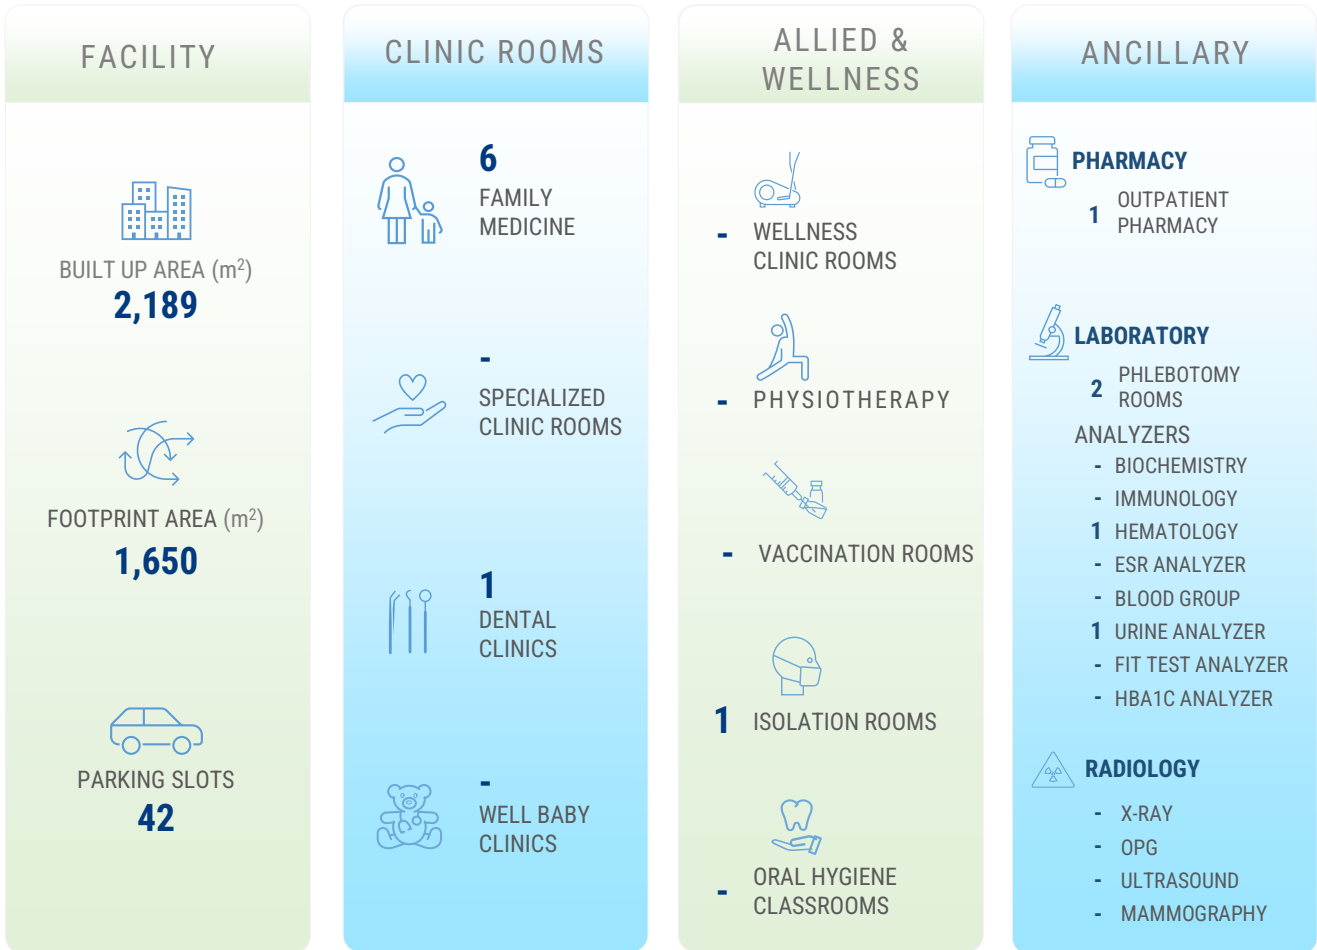 FACILITY
BUILT UP AREA (m²)
2,189
FOOTPRINT AREA (m²)
1,650
PARKING SLOTS
42
CLINIC ROOMS
6
FAMILY
MEDICINE
-
SPECIALIZED
CLINIC ROOMS
1
DENTAL
CLINICS
-
WELL BABY
CLINICS
ALLIED &
WELLNESS
- WELLNESS
CLINIC ROOMS
- PHYSIOTHERAPY
- VACCINATION ROOMS
1 ISOLATION ROOMS
- ORAL HYGIENE
CLASSROOMS
ANCILLARY
PHARMACY
1 OUTPATIENT
PHARMACY
LABORATORY
2 PHLEBOTOMY
ROOMS
ANALYZERS
- BIOCHEMISTRY
- IMMUNOLOGY
1 HEMATOLOGY
- ESR ANALYZER
- BLOOD GROUP
1 URINE ANALYZER
- FIT TEST ANALYZER
- HBA1C ANALYZER
RADIOLOGY
- X-RAY
- OPG
- ULTRASOUND
- MAMMOGRAPHY